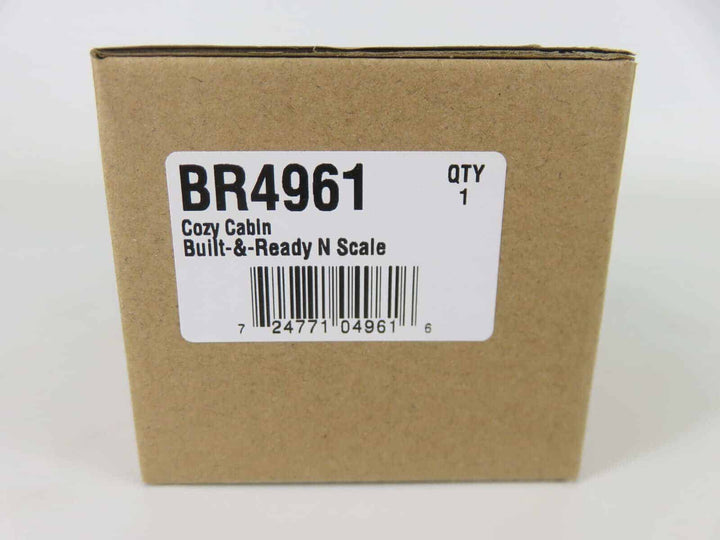 BR4961
QTY
1
Cozy Cabin
Built-&-Ready N Scale
7 24771 04961 6